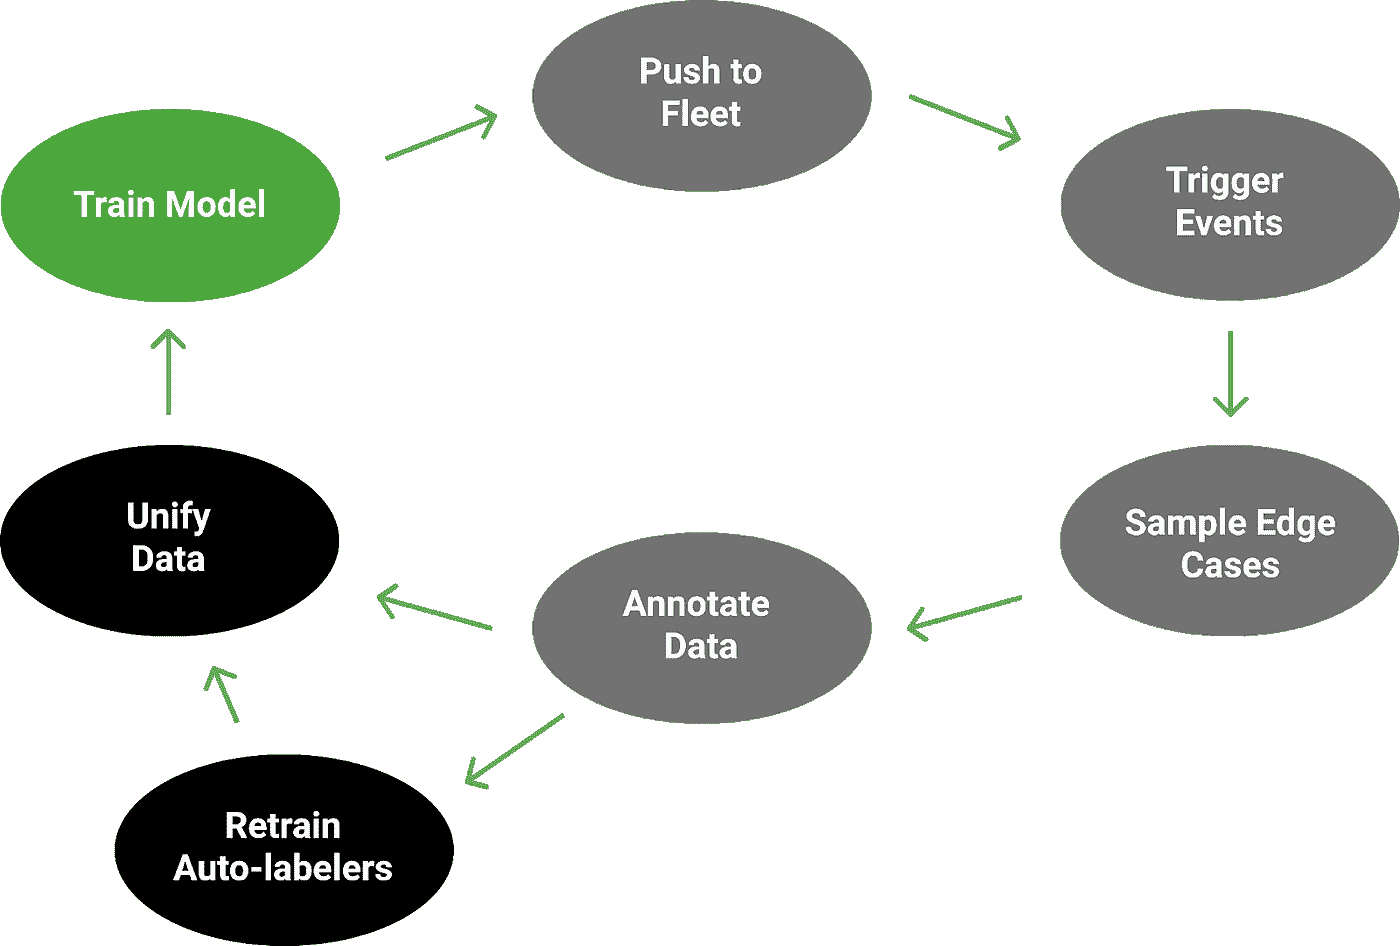 Push to
Fleet
Train Model
Trigger
Events
Unify
Data
Sample Edge
Cases
Annotate
Data
Retrain
Auto-labelers